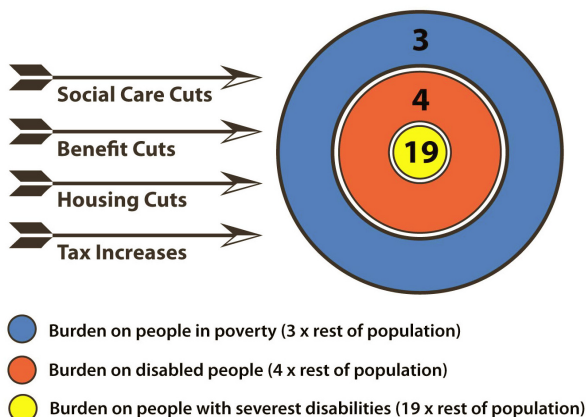 3
Social Care Cuts
4
Benefit Cuts
19
Housing Cuts
Tax Increases
Burden on people in poverty (3 x rest of population)
Burden on disabled people (4 x rest of population)
Burden on people with severest disabilities (19 x rest of population)